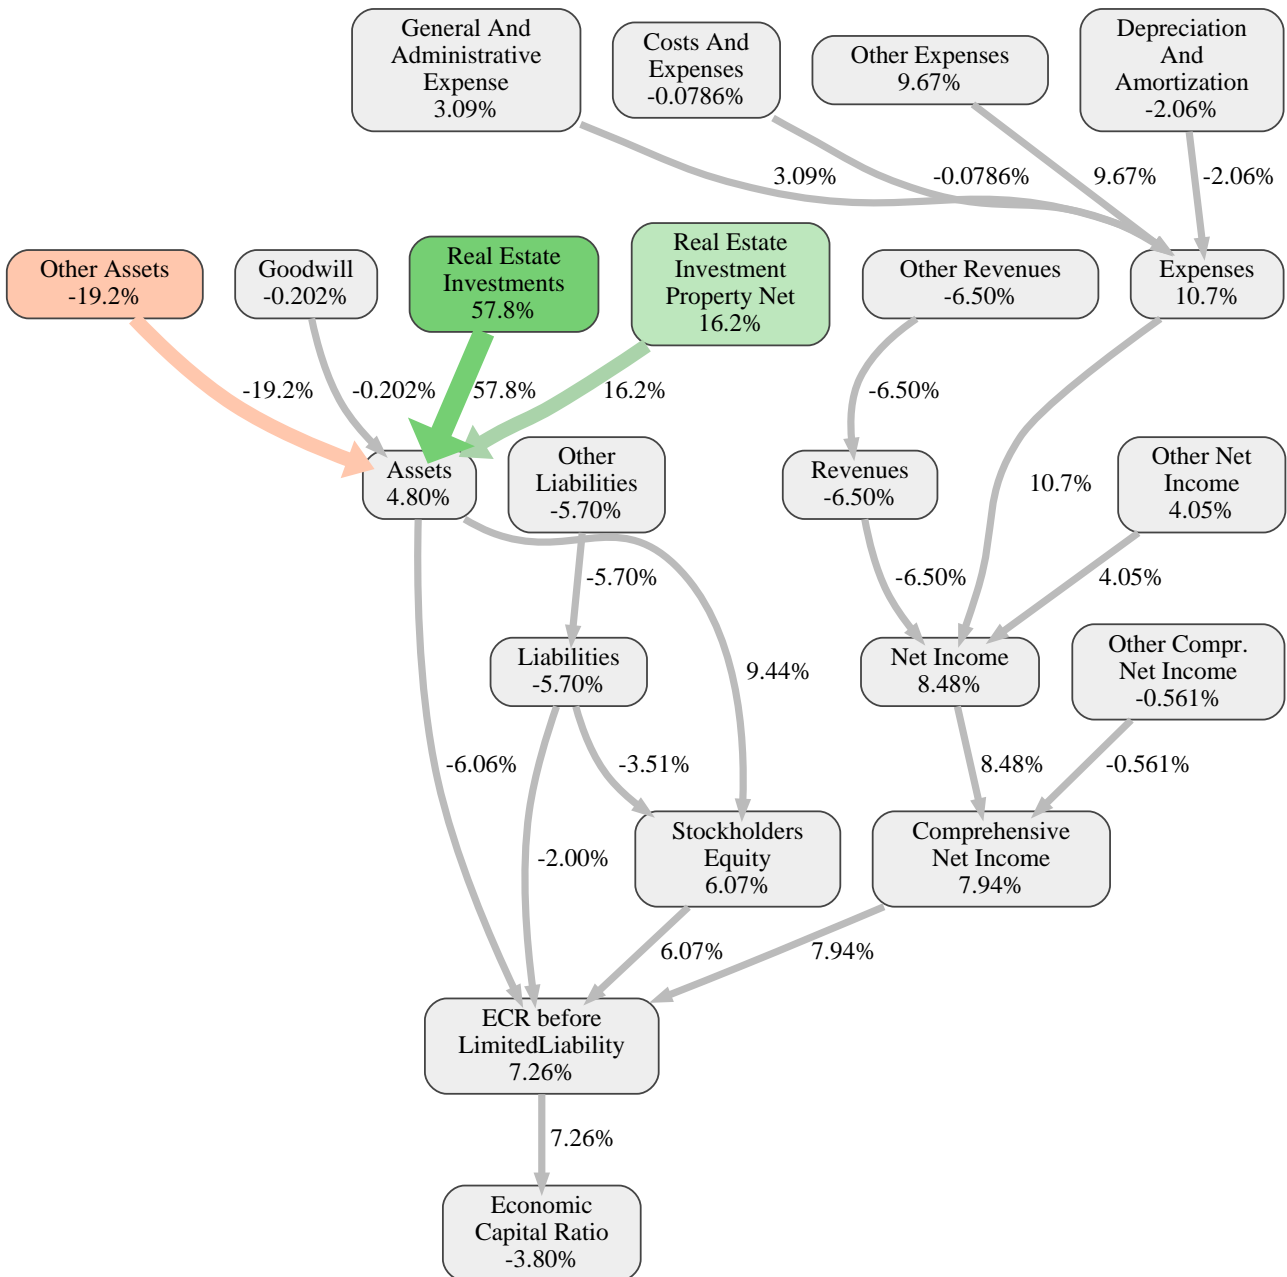 General And
Administrative
Expense
3.09%
Costs And
Expenses
-0.0786%
Other Expenses
9.67%
Depreciation
And
Amortization
-2.06%
3.09%
-0.0786%
9.67%
-2.06%
Other Assets
-19.2%
Goodwill
-0.202%
Real Estate
Investments
57.8%
Real Estate
Investment
Property Net
16.2%
Other Revenues
-6.50%
Expenses
10.7%
-19.2%
-0.202%
57.8%
16.2%
-6.50%
Assets
4.80%
Other
Liabilities
-5.70%
Revenues
-6.50%
10.7%
Other Net
Income
4.05%
-5.70%
-6.50%
4.05%
Liabilities
-5.70%
9.44%
Net Income
8.48%
Other Compr.
Net Income
-0.561%
-6.06%
-3.51%
8.48%
-0.561%
-2.00%
Stockholders
Equity
6.07%
Comprehensive
Net Income
7.94%
6.07%
7.94%
ECR before
LimitedLiability
7.26%
7.26%
Economic
Capital Ratio
-3.80%